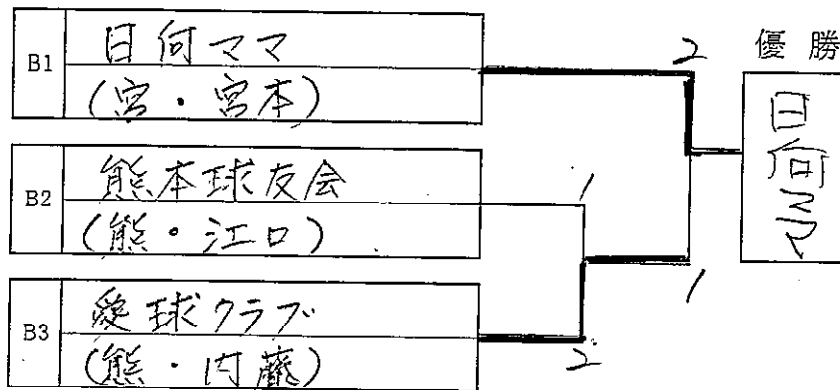 2
優勝
B1
日向ママ
(宮・宮本)
日向ママ
B2
熊本球友会
(熊・江口)
1
1
B3
愛球クラブ
(熊・内藤)
2